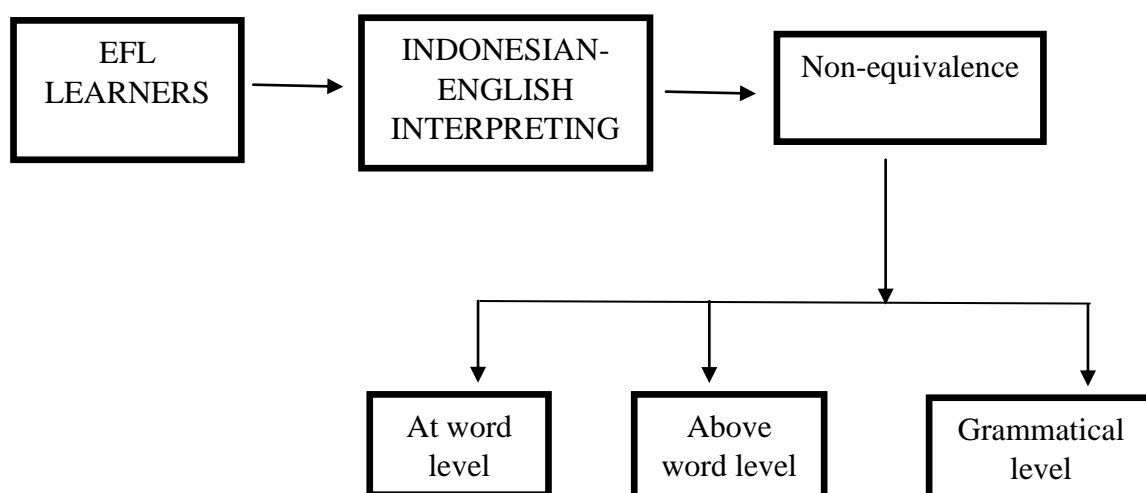 EFL
LEARNERS
INDONESIAN-
ENGLISH
INTERPRETING
Non-equivalence
At word
level
Above
word level
Grammatical
level